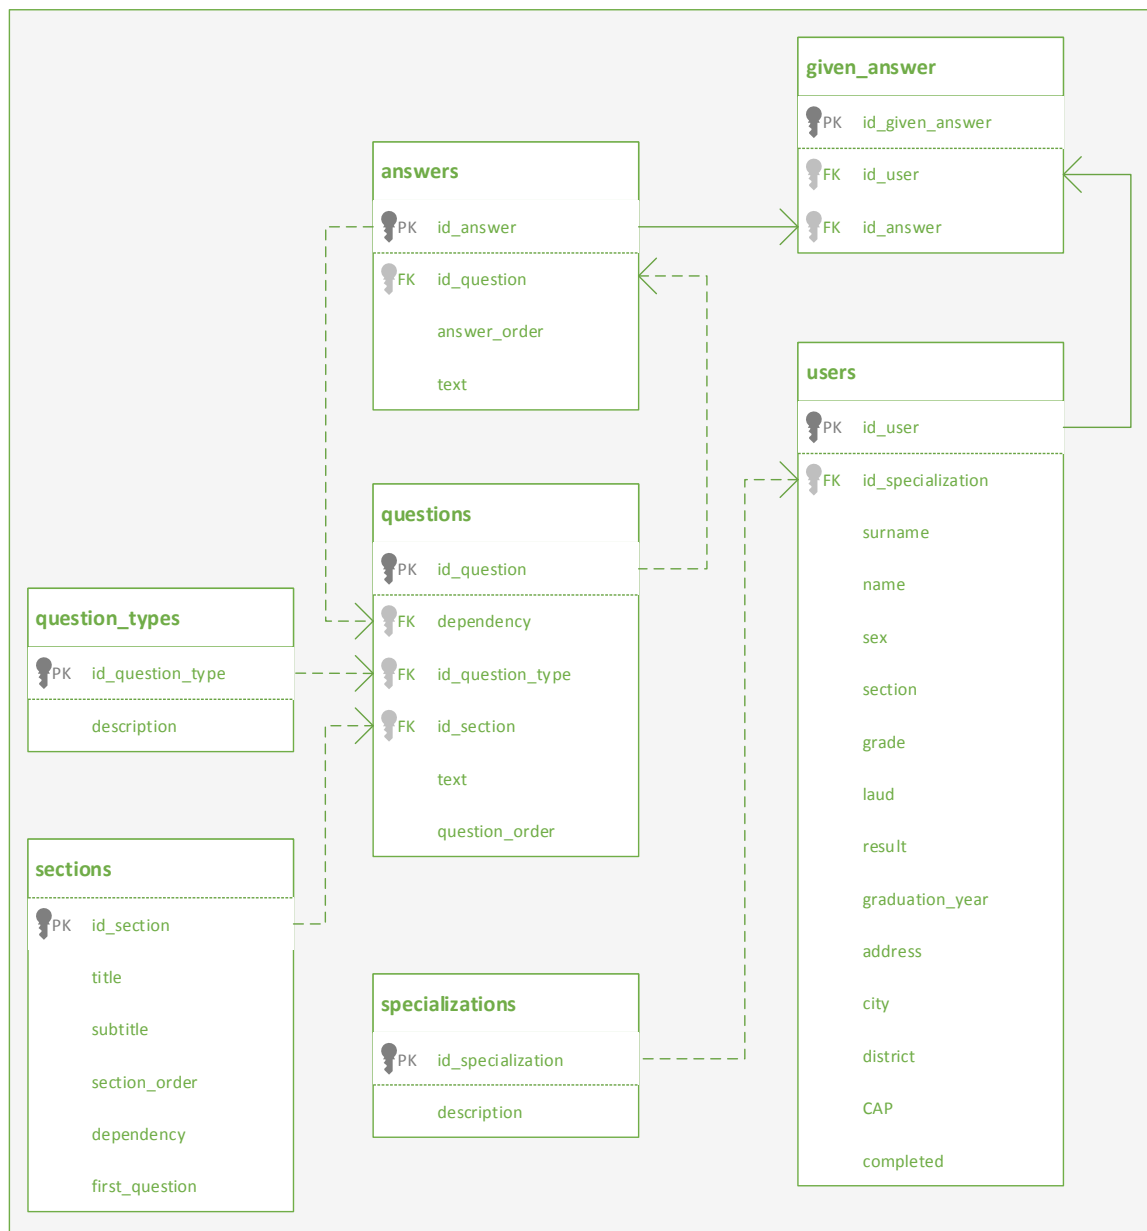 given_answer
PK id_given_answer
FK id_user
FK id_answer
answers
PK id_answer
FK id_question
answer_order
text
users
PK id_user
FK id_specialization
surname
name
sex
section
grade
laud
result
graduation_year
address
city
district
CAP
completed
questions
PK id_question
FK dependency
FK id_question_type
FK id_section
text
question_order
question_types
PK id_question_type
description
sections
PK id_section
title
subtitle
section_order
dependency
first_question
specializations
PK id_specialization
description